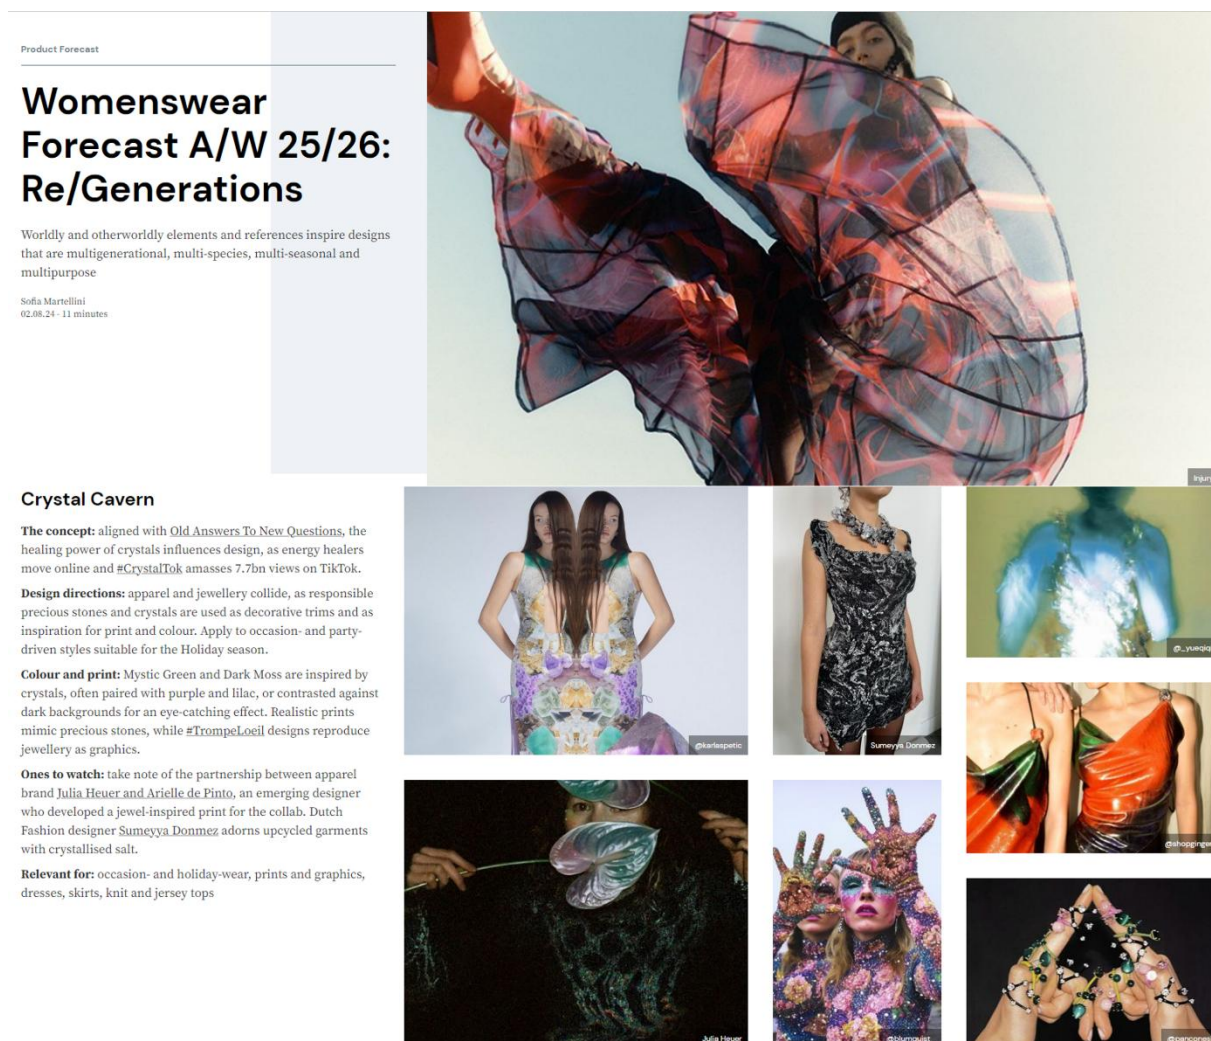 Product Forecast
Womenswear
Forecast A/W 25/26:
Re/Generations
Worldly and otherworldly elements and references inspire designs
that are multigenerational, multi-species, multi-seasonal and
multipurpose
Sofia Martellini
02.08.24 - 11 minutes
Crystal Cavern
The concept: aligned with Old Answers To New Questions, the
healing power of crystals influences design, as energy healers
move online and #CrystalTok amasses 7.7bn views on TikTok.
Design directions: apparel and jewellery collide, as responsible
precious stones and crystals are used as decorative trims and as
inspiration for print and colour. Apply to occasion- and party-
driven styles suitable for the Holiday season.
Colour and print: Mystic Green and Dark Moss are inspired by
crystals, often paired with purple and lilac, or contrasted against
dark backgrounds for an eye-catching effect. Realistic prints
mimic precious stones, while #TrompeLoeil designs reproduce
jewellery as graphics.
Ones to watch: take note of the partnership between apparel
brand Julia Heuer and Arielle de Pinto, an emerging designer
who developed a jewel-inspired print for the collab. Dutch
Fashion designer Sumeyya Donmez adorns upcycled garments
with crystallised salt.
Relevant for: occasion- and holiday-wear, prints and graphics,
dresses, skirts, knit and jersey tops
Injur
@karlaspetic
Sumeyya Donmez
@_yueqiq
@shopginger
Julia Heuer
@blumquist
@pancones